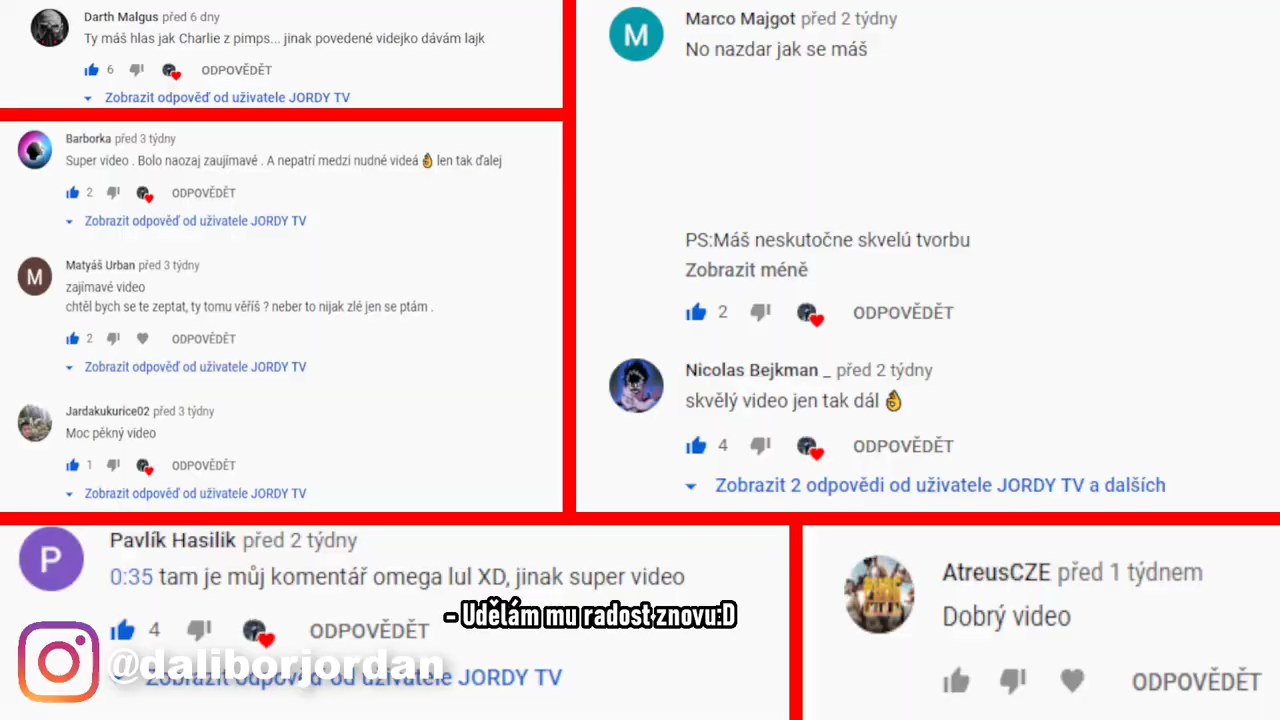 Darth Malgus před 6 dny
Ty máš hlas jak Charlie z pimps... jinak povedené videjko dávám lajk
6 ODPOVĚDĚT
Zobrazit odpověď od uživatele JORDY TV
Barborka před 3 týdny
Super video . Bolo naozaj zaujímavé . A nepatrí medzi nudné videá👌 len tak ďalej
2 ODPOVĚDĚT
Zobrazit odpověď od uživatele JORDY TV
M
Matyáš Urban před 3 týdny
zajímavé video
chtěl bych se te zeptat, ty tomu věříš ? neber to nijak zlé jen se ptám .
2 ODPOVĚDĚT
Zobrazit odpověď od uživatele JORDY TV
Jardakukurice02 před 3 týdny
Moc pěkný video
1 ODPOVĚDĚT
Zobrazit odpověď od uživatele JORDY TV
M
Marco Majgot před 2 týdny
No nazdar jak se máš
PS:Máš neskutočne skvelú tvorbu
Zobrazit méně
2 ODPOVĚDĚT
Nicolas Bejkman _ před 2 týdny
skvělý video jen tak dál👌
4 ODPOVĚDĚT
Zobrazit 2 odpovědi od uživatele JORDY TV a dalších
P
Pavlík Hasilik před 2 týdny
0:35 tam je můj komentář omega lul XD, jinak super video
- Udělám mu radost znovu:D
4 ODPOVĚDĚT
@daliborjordan
Zobrazit odpověď od uživatele JORDY TV
AtreusCZE před 1 týdnem
Dobrý video
ODPOVĚDĚT